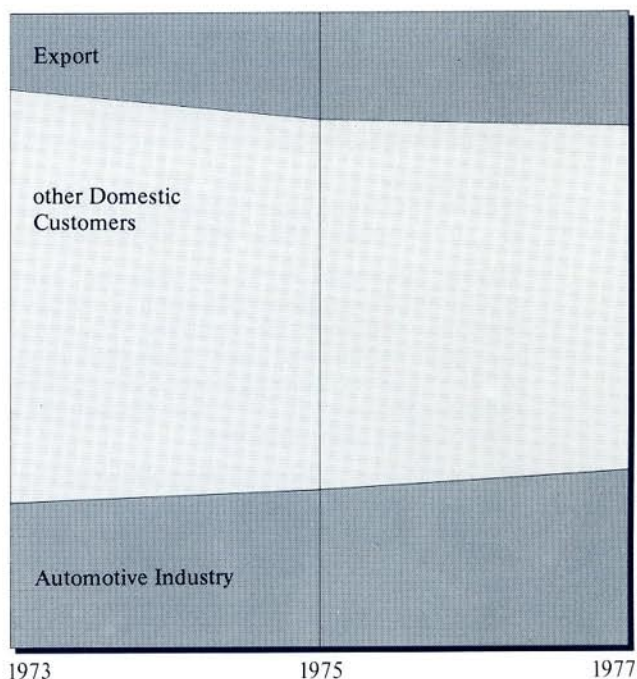 Export
other Domestic
Customers
Automotive Industry
1973
1975
1977